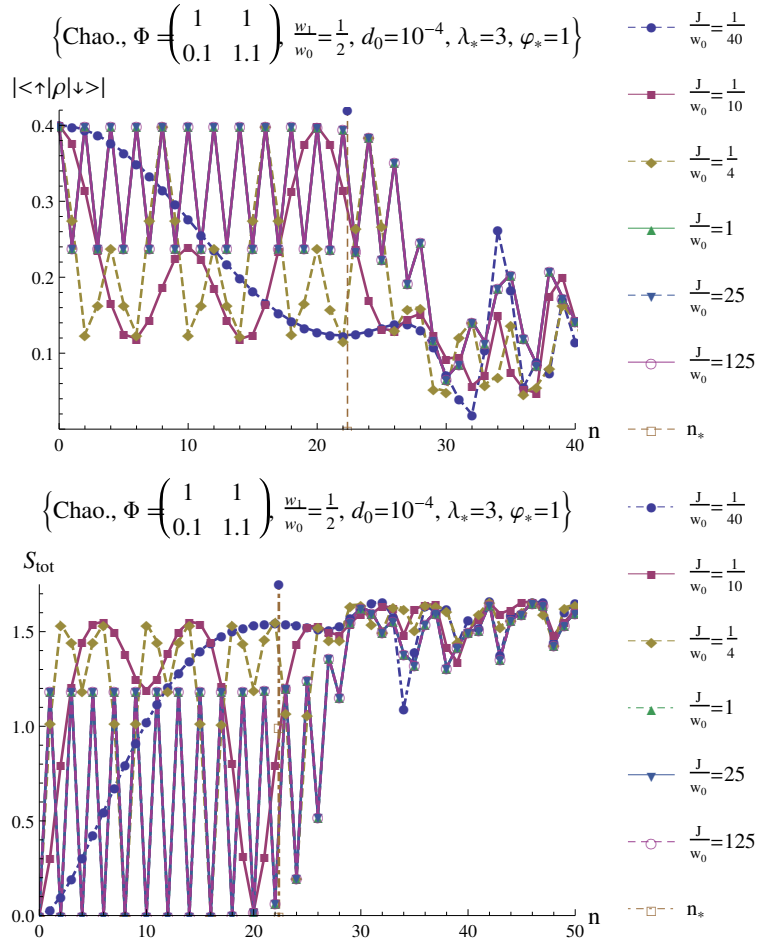 {Chao., Φ=(1 1
0.1 1.1), w₁/w₀=1/2, d₀=10⁻⁴, λ*=3, φ*=1}
|<↑|ρ|↓>|
0.4
0.3
0.2
0.1
0 10 20 30 40 n
J/w₀=1/40
J/w₀=1/10
J/w₀=1/4
J/w₀=1
J/w₀=25
J/w₀=125
n*
{Chao., Φ=(1 1
0.1 1.1), w₁/w₀=1/2, d₀=10⁻⁴, λ*=3, φ*=1}
S_tot
1.5
1.0
0.5
0.0
0 10 20 30 40 50 n
J/w₀=1/40
J/w₀=1/10
J/w₀=1/4
J/w₀=1
J/w₀=25
J/w₀=125
n*